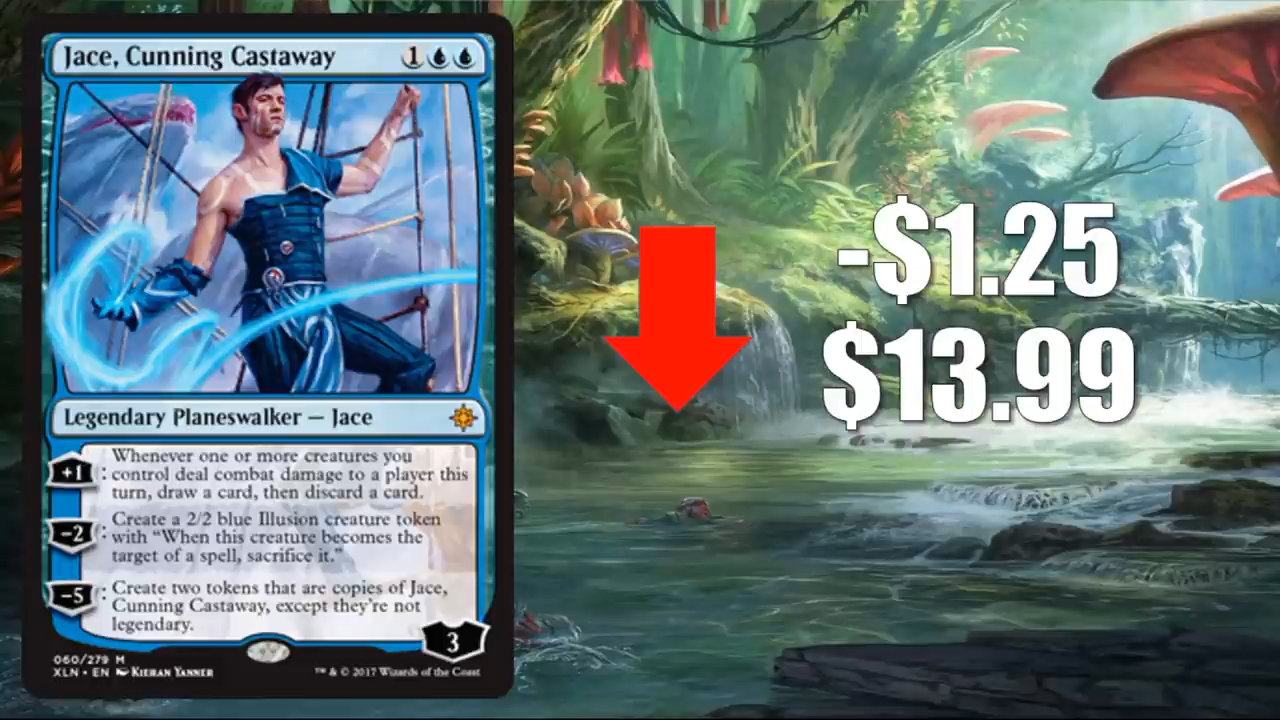 Jace, Cunning Castaway 1
Legendary Planeswalker — Jace
+1 : Whenever one or more creatures you
control deal combat damage to a player this
turn, draw a card, then discard a card.
-2 : Create a 2/2 blue Illusion creature token
with “When this creature becomes the
target of a spell, sacrifice it.”
-5 : Create two tokens that are copies of Jace,
Cunning Castaway, except they're not
legendary.
3
060/279 M
XLN • EN KIERAN YANNER
™ & © 2017 Wizards of the Coast
-$1.25
$13.99